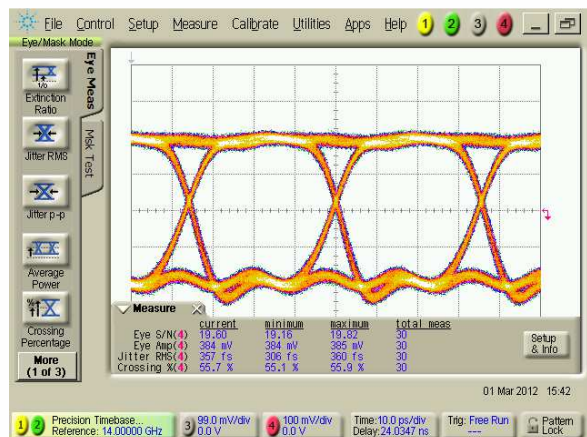 File Control Setup Measure Calibrate Utilities Apps Help 1 2 3 4
Eye/Mask Mode
Eye Meas
Msk Test
1/0
Extinction
Ratio
Jitter RMS
Jitter p-p
Average
Power
%
Crossing
Percentage
More
(1 of 3)
Measure
current minimum maximum total meas
Eye S/N(4) 19.60 19.16 19.82 30
Eye Amp(4) 384 mV 384 mV 385 mV 30
Jitter RMS(4) 357 fs 306 fs 360 fs 30
Crossing %(4) 55.7 % 55.1 % 55.9 % 30
Setup
& Info
01 Mar 2012 15:42
1 2 Precision Timebase...
Reference: 14.00000 GHz
3 99.0 mV/div
0.0 V
4 100 mV/div
0.0 V
Time:10.0 ps/div
Delay:24.0347 ns
Trig: Free Run
---
Pattern
Lock